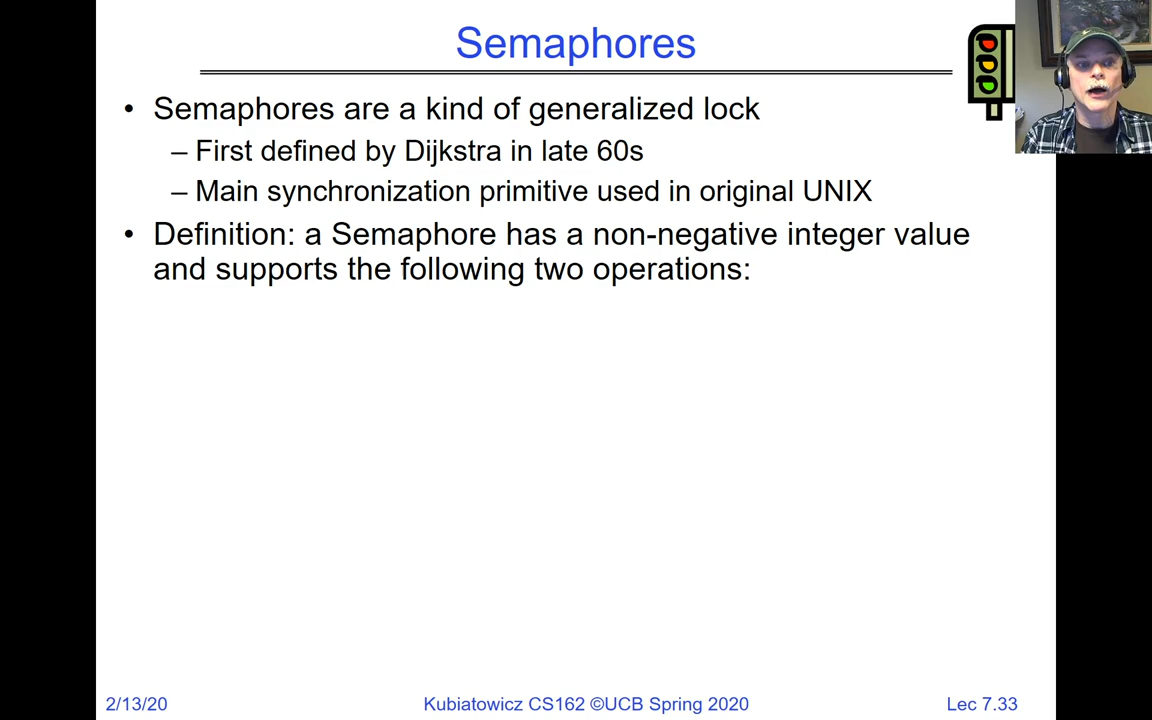 Semaphores
• Semaphores are a kind of generalized lock
– First defined by Dijkstra in late 60s
– Main synchronization primitive used in original UNIX
• Definition: a Semaphore has a non-negative integer value
and supports the following two operations:
2/13/20
Kubiatowicz CS162 ©UCB Spring 2020
Lec 7.33